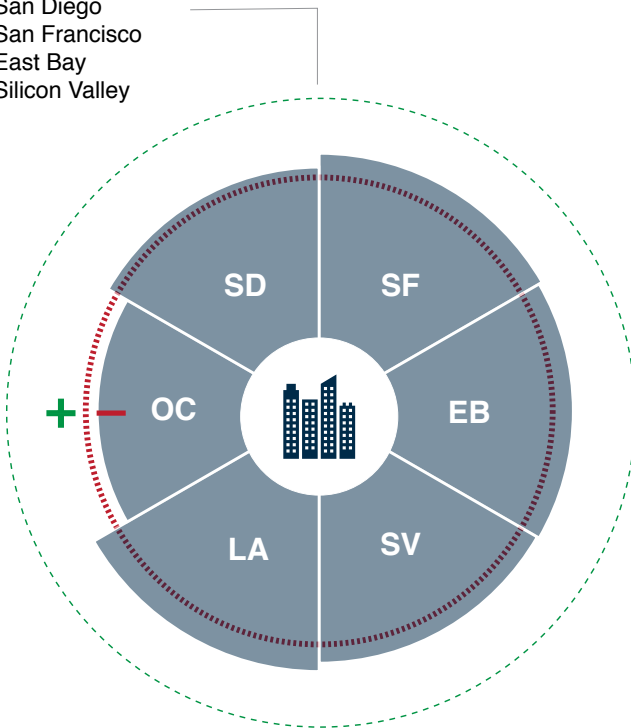 San Diego
San Francisco
East Bay
Silicon Valley
SD
SF
OC
EB
LA
SV